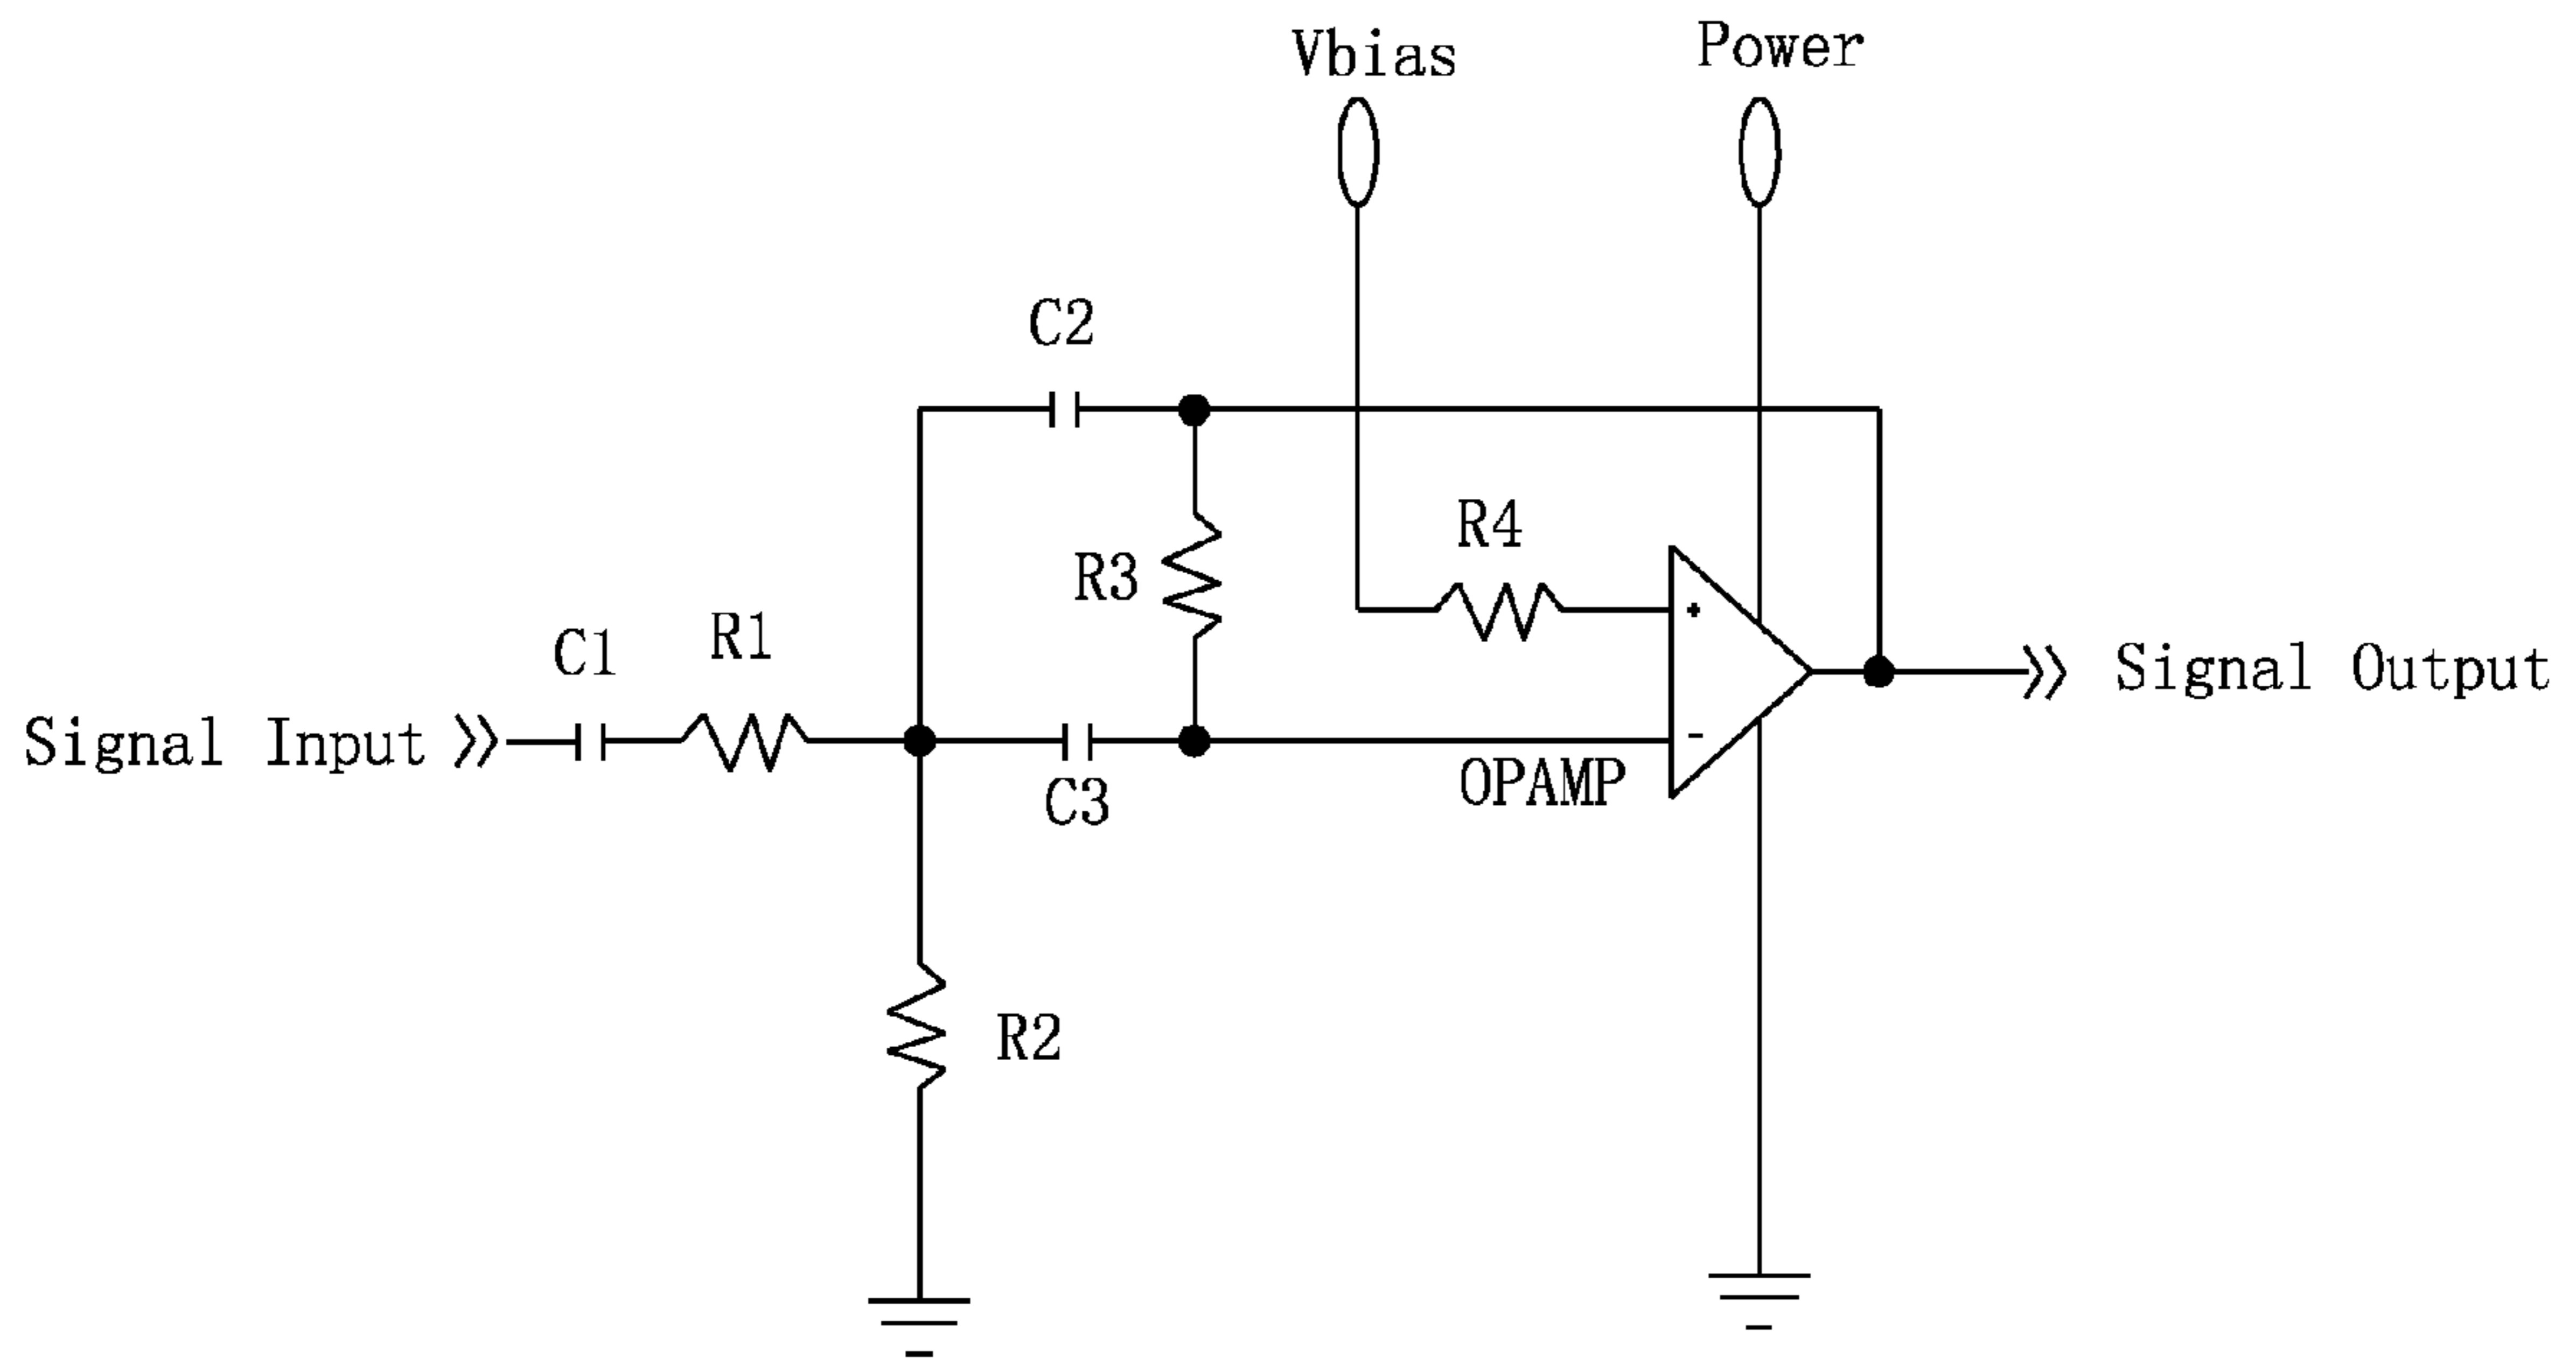 Vbias
Power
C2
R4
R3
C1
R1
+
Signal Input
Signal Output
-
C3
OPAMP
R2